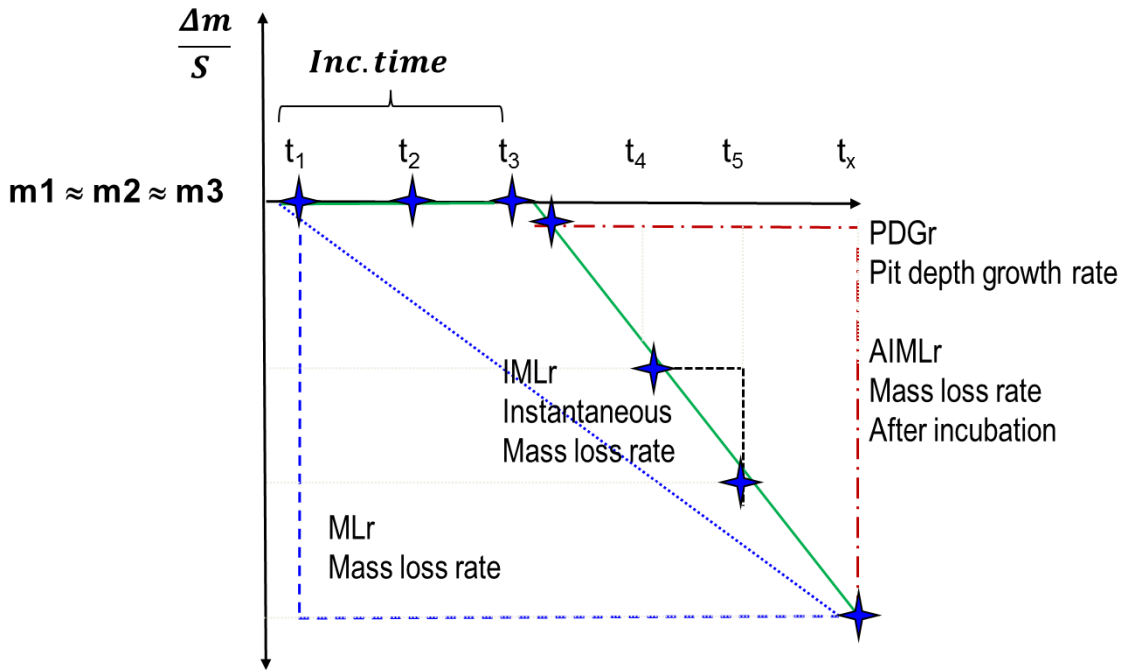 Δm
S
Inc.time
t1 t2 t3 t4 t5 tx
m1 ≈ m2 ≈ m3
PDGr
Pit depth growth rate
IMLr
Instantaneous
Mass loss rate
AIMLr
Mass loss rate
After incubation
MLr
Mass loss rate